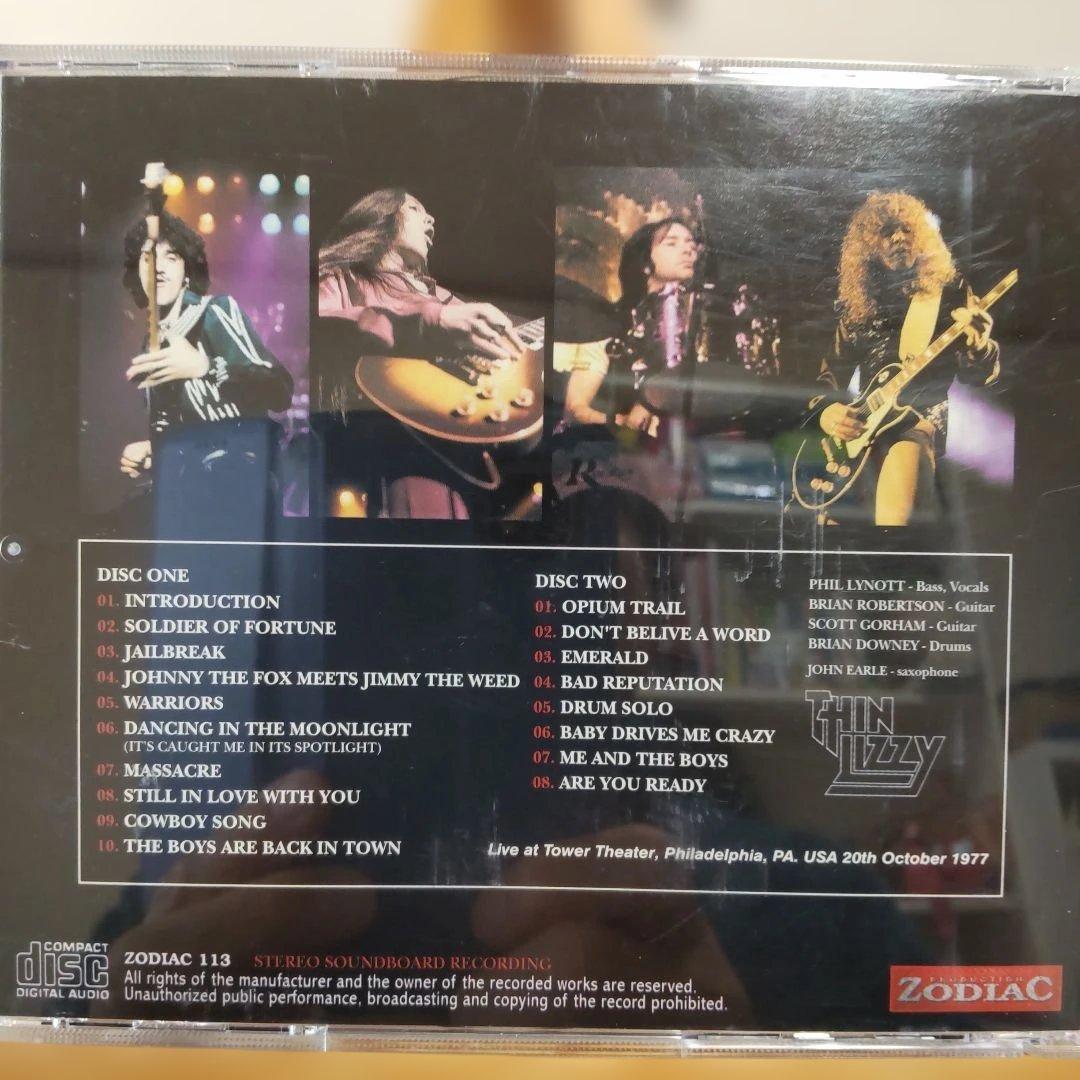 DISC ONE
01. INTRODUCTION
02. SOLDIER OF FORTUNE
03. JAILBREAK
04. JOHNNY THE FOX MEETS JIMMY THE WEED
05. WARRIORS
06. DANCING IN THE MOONLIGHT
(IT'S CAUGHT ME IN ITS SPOTLIGHT)
07. MASSACRE
08. STILL IN LOVE WITH YOU
09. COWBOY SONG
10. THE BOYS ARE BACK IN TOWN
DISC TWO
01. OPIUM TRAIL
02. DON'T BELIVE A WORD
03. EMERALD
04. BAD REPUTATION
05. DRUM SOLO
06. BABY DRIVES ME CRAZY
07. ME AND THE BOYS
08. ARE YOU READY
PHIL LYNOTT - Bass, Vocals
BRIAN ROBERTSON - Guitar
SCOTT GORHAM - Guitar
BRIAN DOWNEY - Drums
JOHN EARLE - saxophone
THIN
LIZZY
Live at Tower Theater, Philadelphia, PA. USA 20th October 1977
COMPACT
disc
DIGITAL AUDIO
ZODIAC 113 STEREO SOUNDBOARD RECORDING
All rights of the manufacturer and the owner of the recorded works are reserved.
Unauthorized public performance, broadcasting and copying of the record prohibited.
PRODUCTION
ZODIAC